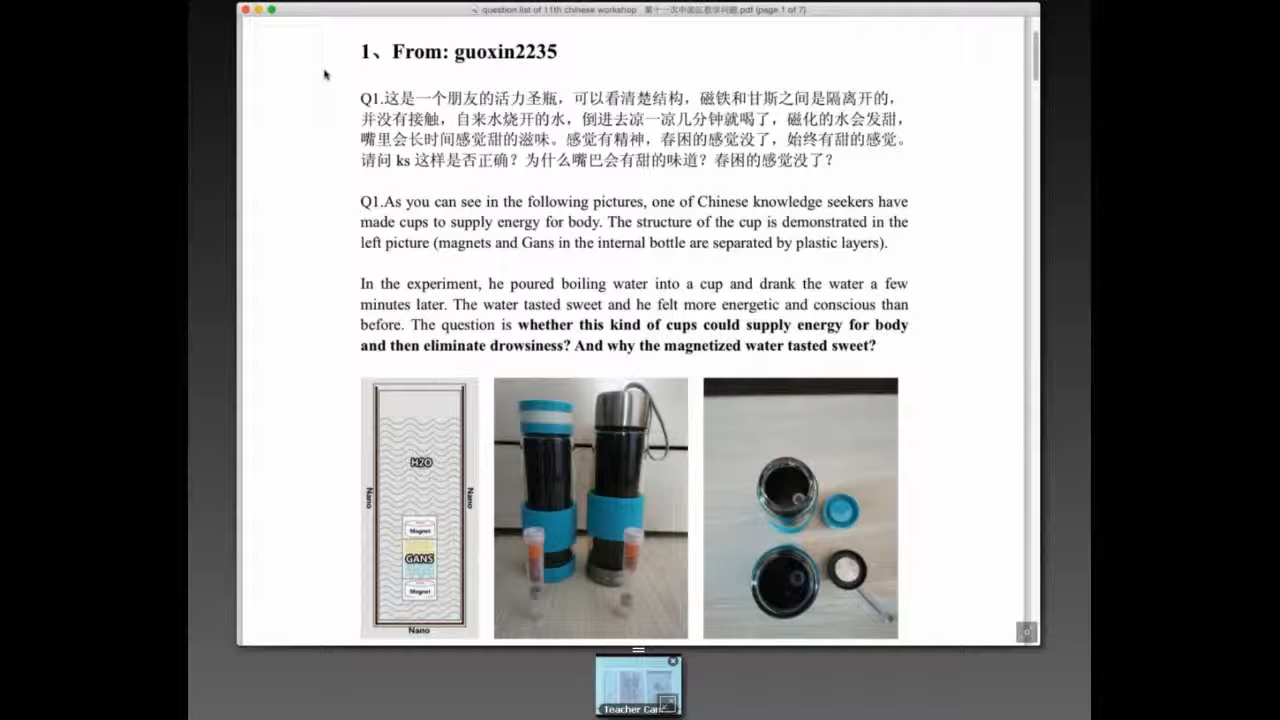 question list of 11th chinese workshop 第十一次中国区教学问题.pdf (page 1 of 7)
1、From: guoxin2235
Q1.这是一个朋友的活力圣瓶，可以看清楚结构，磁铁和甘斯之间是隔离开的，
并没有接触，自来水烧开的水，倒进去凉一凉几分钟就喝了，磁化的水会发甜，
嘴里会长时间感觉甜的滋味。感觉有精神，春困的感觉没了，始终有甜的感觉。
请问 ks 这样是否正确？为什么嘴巴会有甜的味道？春困的感觉没了？
Q1.As you can see in the following pictures, one of Chinese knowledge seekers have
made cups to supply energy for body. The structure of the cup is demonstrated in the
left picture (magnets and Gans in the internal bottle are separated by plastic layers).
In the experiment, he poured boiling water into a cup and drank the water a few
minutes later. The water tasted sweet and he felt more energetic and conscious than
before. The question is whether this kind of cups could supply energy for body
and then eliminate drowsiness? And why the magnetized water tasted sweet?
H2O
Nano
Nano
Magnet
GANS
Magnet
Nano
Teacher Cam